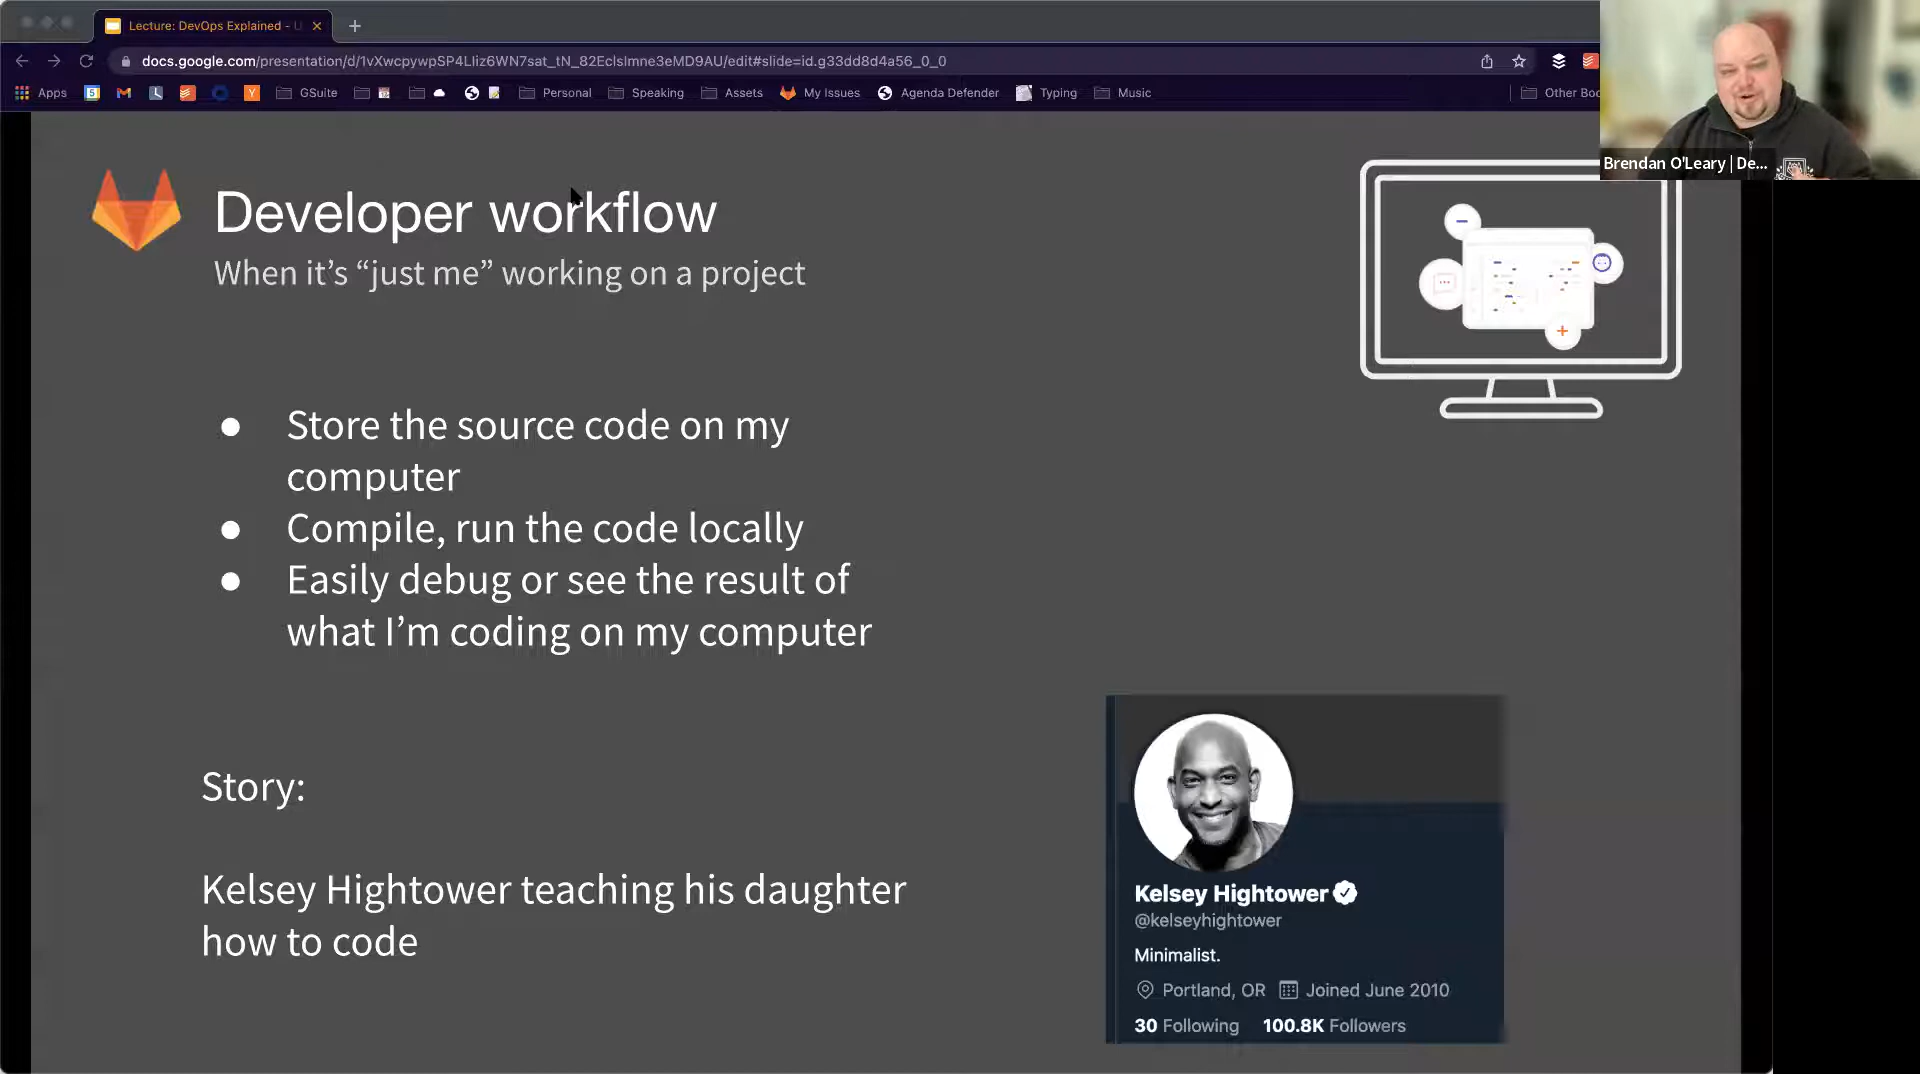 Lecture: DevOps Explained - U
docs.google.com/presentation/d/1vXwcpywpSP4LIiz6WN7sat_tN_82EclsImne3eMD9AU/edit#slide=id.g33dd8d4a56_0_0
Apps
5
Y
GSuite
Personal
Speaking
Assets
My Issues
Agenda Defender
Typing
Music
Other Boo
Brendan O'Leary | De...
Developer workflow
When it’s “just me” working on a project
● Store the source code on my
computer
● Compile, run the code locally
● Easily debug or see the result of
what I’m coding on my computer
Story:
Kelsey Hightower teaching his daughter
how to code
Kelsey Hightower
@kelseyhightower
Minimalist.
Portland, OR Joined June 2010
30 Following 100.8K Followers